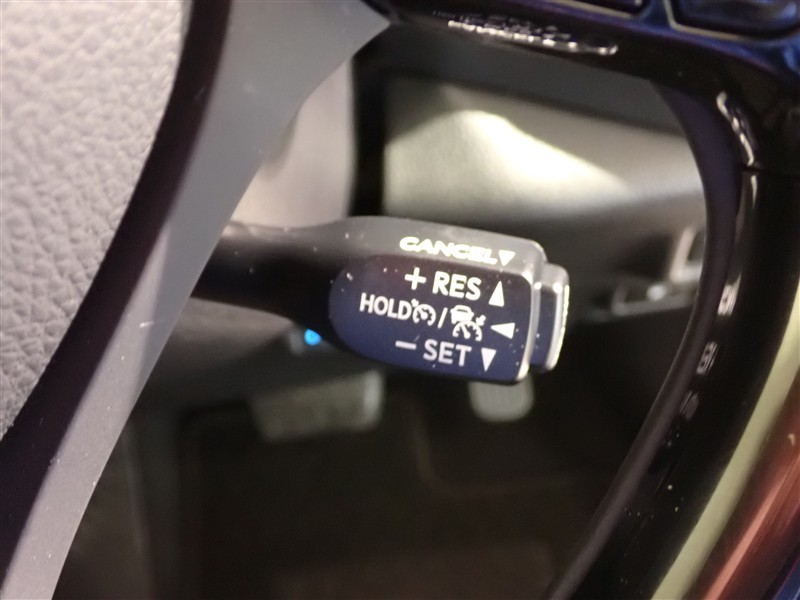 CANCEL▼
+ RES ▲
HOLD / ◄
− SET ▼